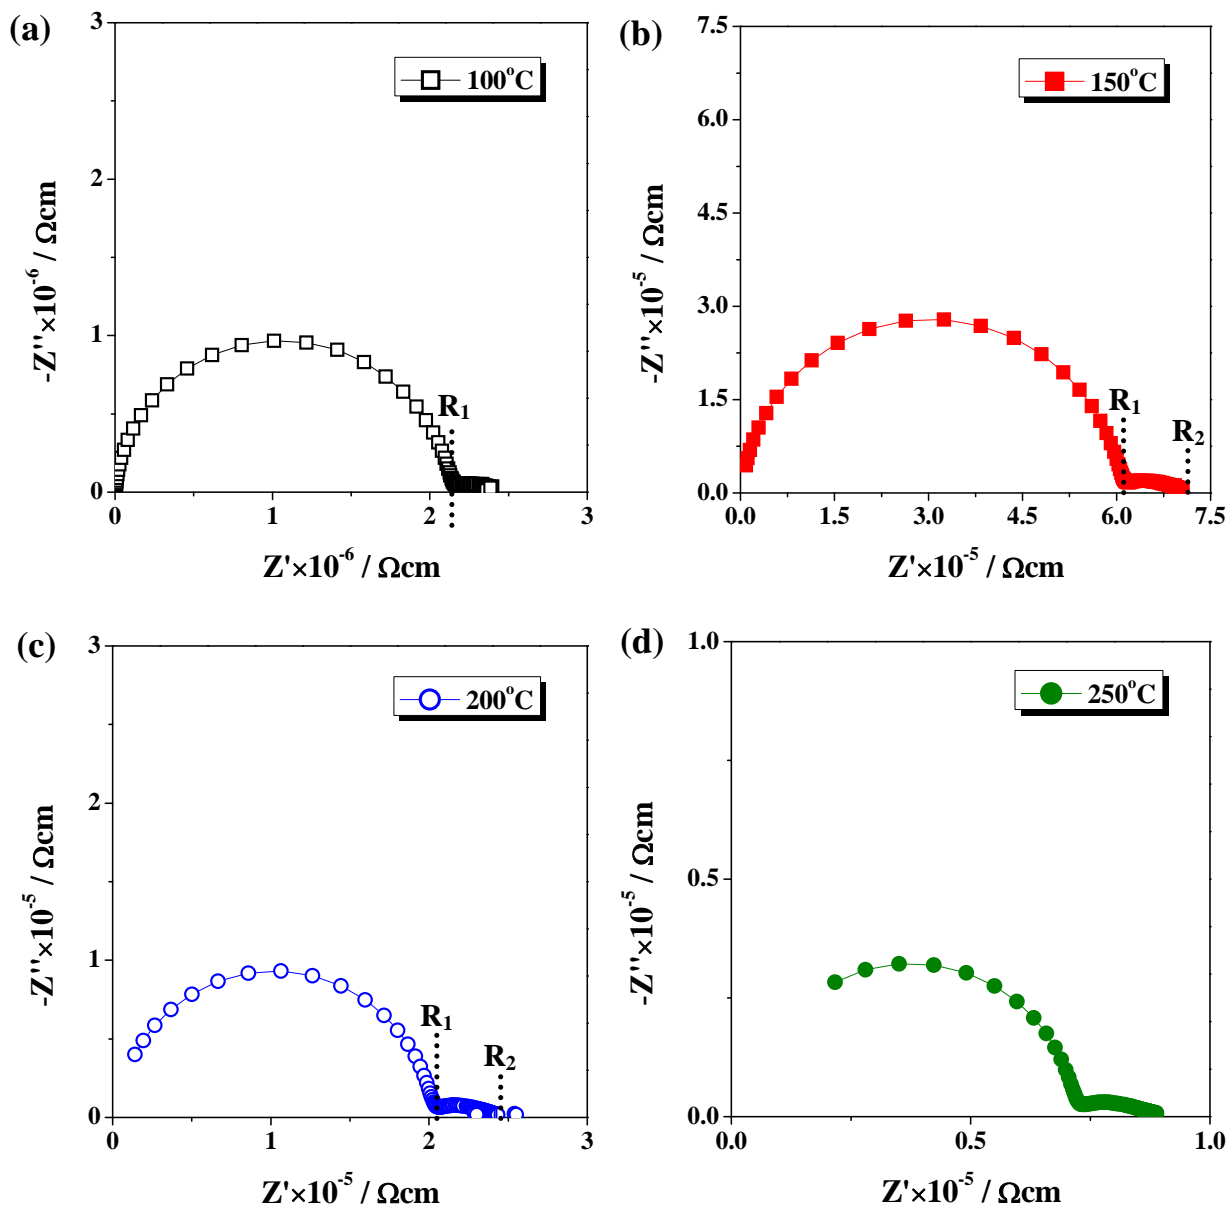 (a)
3
2
1
0
100°C
R₁
0 1 2 3
-Z''×10⁻⁶ / Ωcm
Z'×10⁻⁶ / Ωcm
(b)
7.5
6.0
4.5
3.0
1.5
0.0
150°C
R₁
R₂
0.0 1.5 3.0 4.5 6.0 7.5
-Z''×10⁻⁵ / Ωcm
Z'×10⁻⁵ / Ωcm
(c)
3
2
1
0
200°C
R₁
R₂
0 1 2 3
-Z''×10⁻⁵ / Ωcm
Z'×10⁻⁵ / Ωcm
(d)
1.0
0.5
0.0
250°C
0.0 0.5 1.0
-Z''×10⁻⁵ / Ωcm
Z'×10⁻⁵ / Ωcm